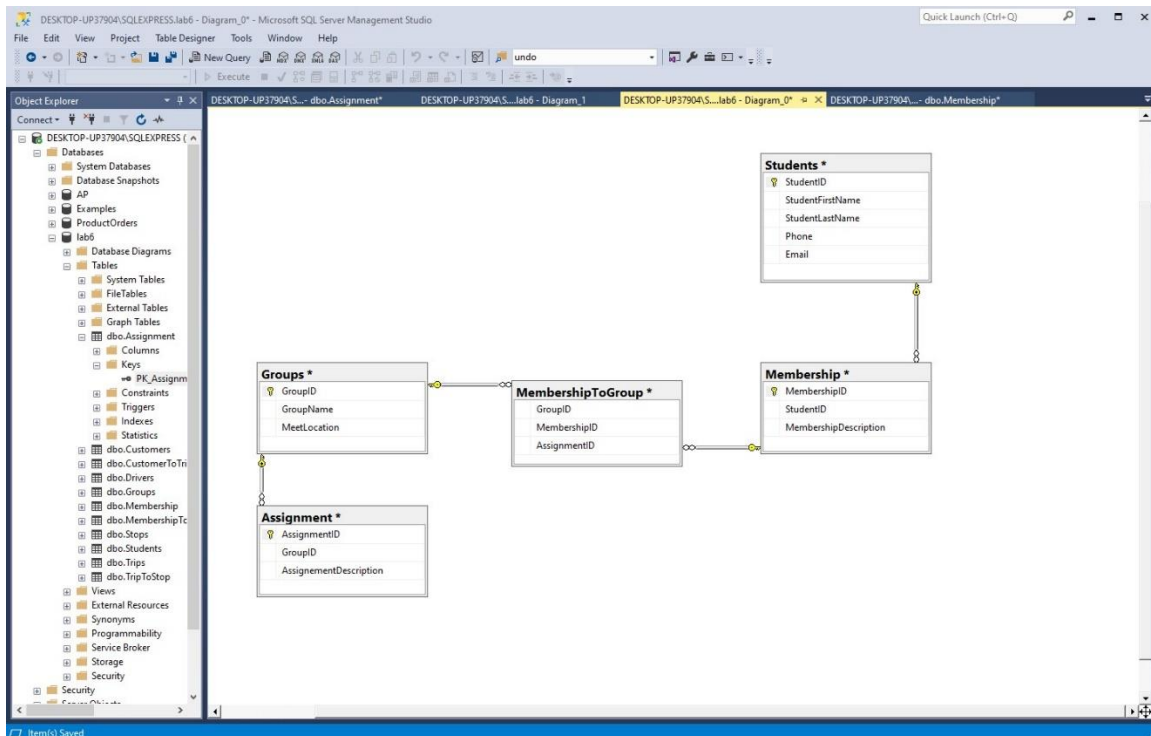 DESKTOP-UP37904\SQLEXPRESS.lab6 - Diagram_0* - Microsoft SQL Server Management Studio
Quick Launch (Ctrl+Q)
File Edit View Project Table Designer Tools Window Help
New Query MDX DMX XMLA DAX undo
Execute
Object Explorer
DESKTOP-UP37904\S...- dbo.Assignment* DESKTOP-UP37904\S....lab6 - Diagram_1 DESKTOP-UP37904\S....lab6 - Diagram_0* DESKTOP-UP37904\...- dbo.Membership*
Connect
DESKTOP-UP37904\SQLEXPRESS (
Databases
System Databases
Database Snapshots
AP
Examples
ProductOrders
lab6
Database Diagrams
Tables
System Tables
FileTables
External Tables
Graph Tables
dbo.Assignment
Columns
Keys
PK_Assignm
Constraints
Triggers
Indexes
Statistics
dbo.Customers
dbo.CustomerToTri
dbo.Drivers
dbo.Groups
dbo.Membership
dbo.MembershipTo
dbo.Stops
dbo.Students
dbo.Trips
dbo.TripToStop
Views
External Resources
Synonyms
Programmability
Service Broker
Storage
Security
Security
Server Objects
Students *
StudentID
StudentFirstName
StudentLastName
Phone
Email
Groups *
GroupID
GroupName
MeetLocation
MembershipToGroup *
GroupID
MembershipID
AssignmentID
Membership *
MembershipID
StudentID
MembershipDescription
Assignment *
AssignmentID
GroupID
AssignementDescription
Item(s) Saved